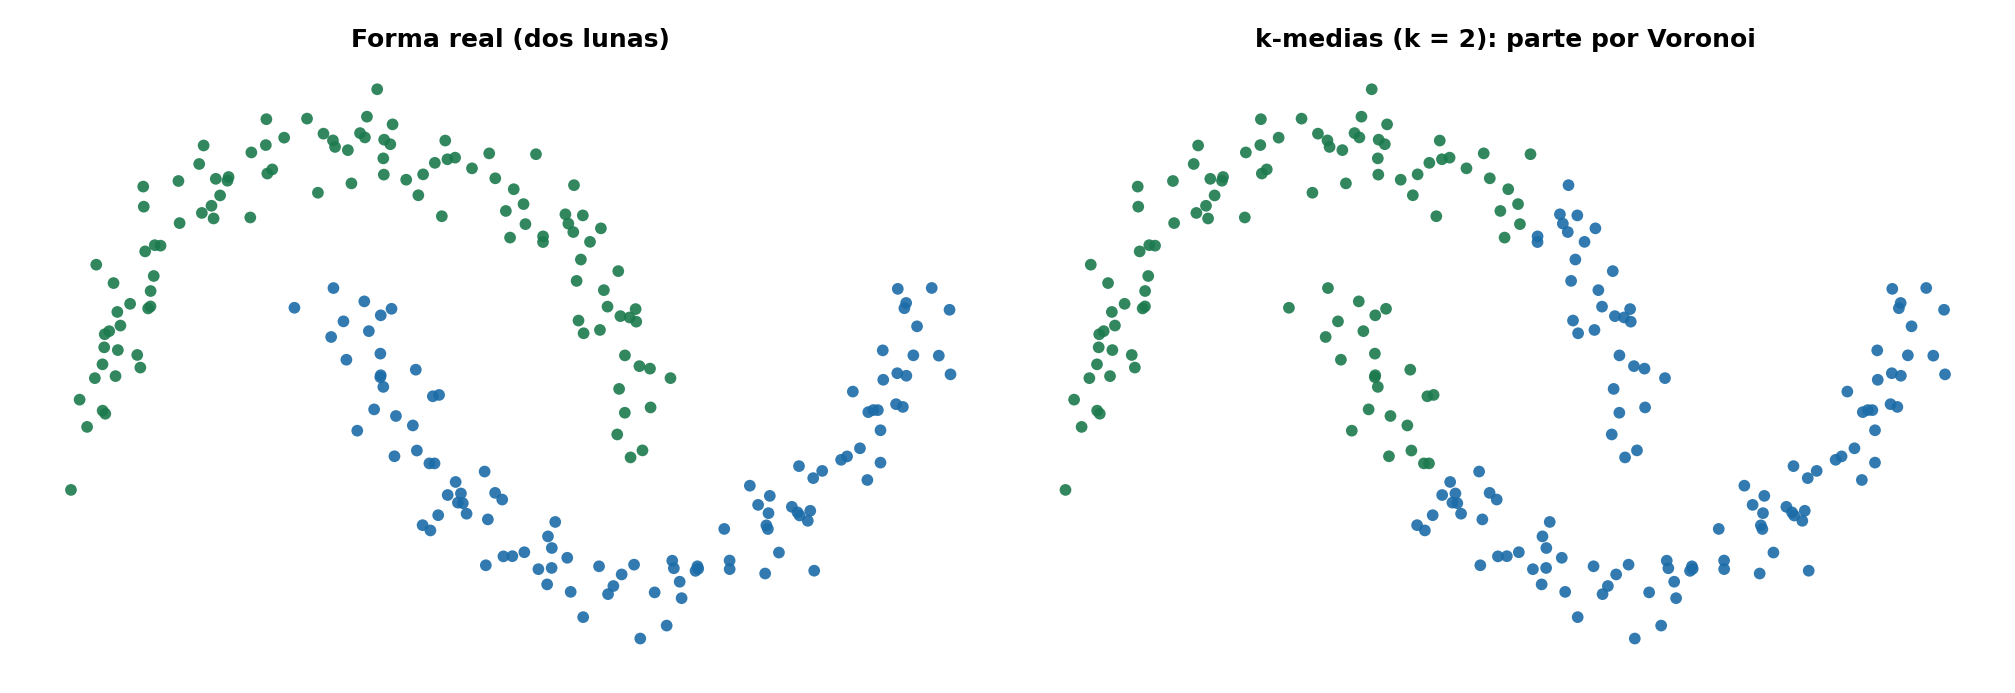 Forma real (dos lunas)
k-medias (k = 2): parte por Voronoi